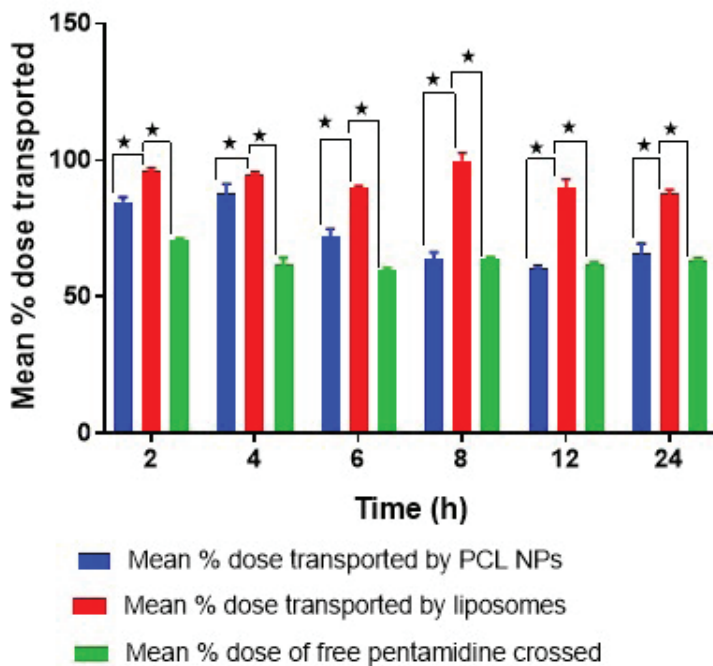 150
100
50
0
Mean % dose transported
★ ★ ★ ★ ★ ★ ★ ★ ★ ★ ★ ★
2 4 6 8 12 24
Time (h)
Mean % dose transported by PCL NPs
Mean % dose transported by liposomes
Mean % dose of free pentamidine crossed